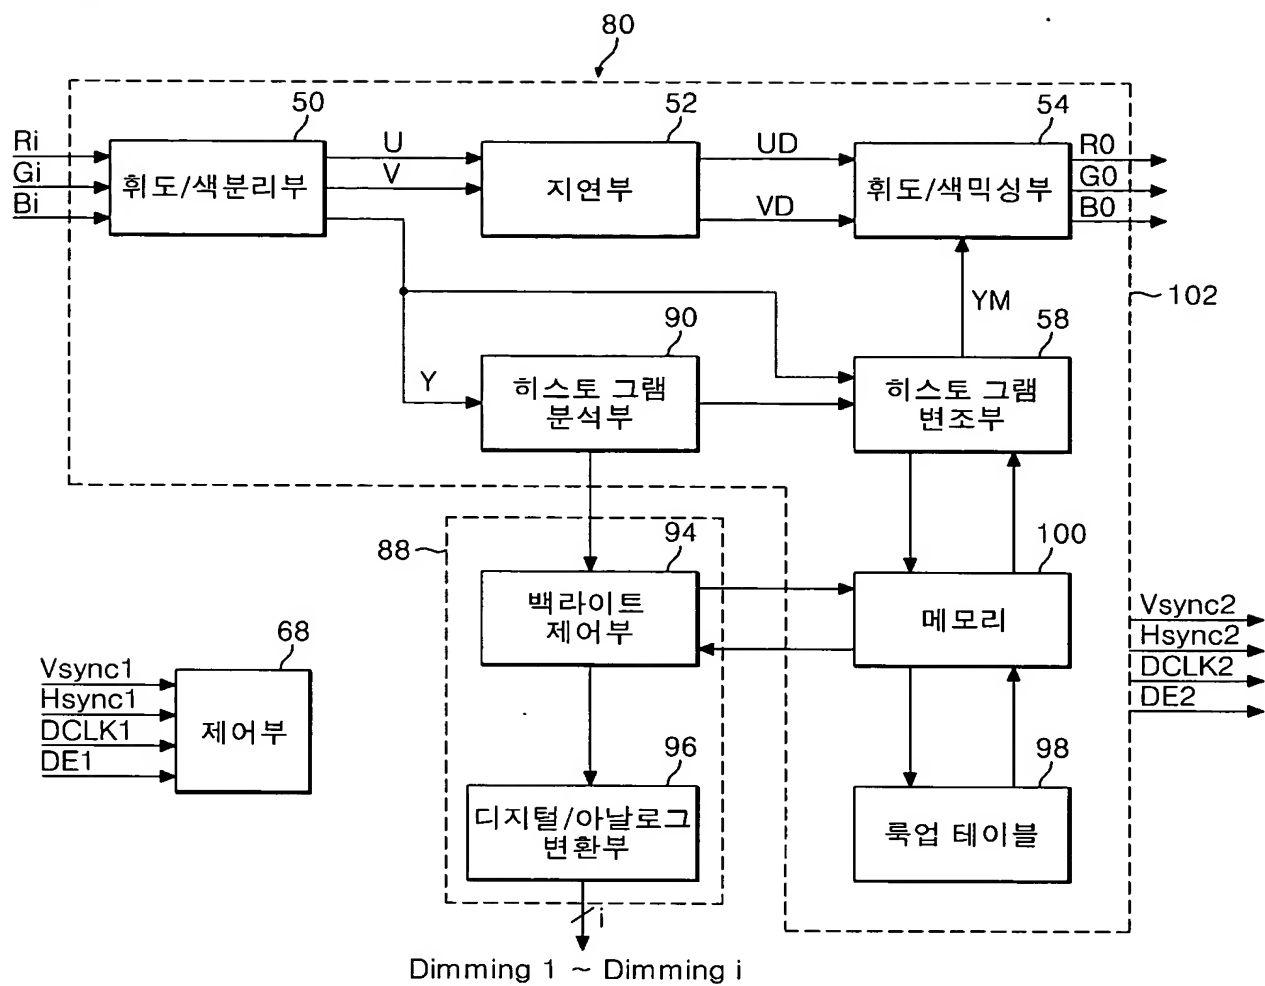 80
50
52
54
Ri
Gi
Bi
휘도/색분리부
U
V
지연부
UD
VD
휘도/색믹싱부
R0
G0
B0
YM
102
90
58
Y
히스토 그램
분석부
히스토 그램
변조부
88
94
100
백라이트
제어부
메모리
Vsync2
Hsync2
DCLK2
DE2
68
Vsync1
Hsync1
DCLK1
DE1
제어부
96
98
디지털/아날로그
변환부
룩업 테이블
i
Dimming 1 ~ Dimming i